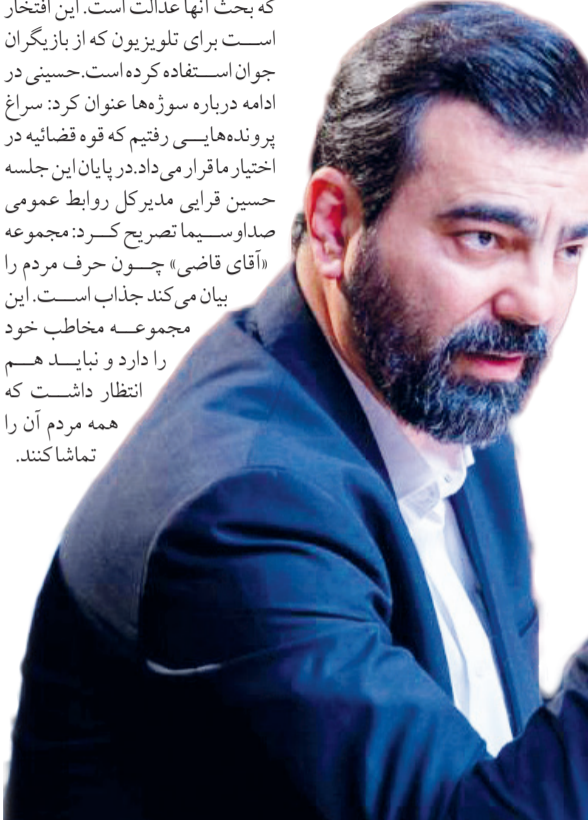 که بحث آنها عدالت است. این افتخار
است برای تلویزیون که از بازیگران
جوان استفاده کرده است.حسینی در
ادامه درباره سوژه‌ها عنوان کرد: سراغ
پرونده‌هایی رفتیم که قوه قضائیه در
اختیار ما قرار می‌داد.در پایان این جلسه
حسین قرایی مدیرکل روابط عمومی
صداوسیما تصریح کرد: مجموعه
«آقای قاضی» چون حرف مردم را
بیان می‌کند جذاب است. این
مجموعه مخاطب خود
را دارد و نباید هم
انتظار داشت که
همه مردم آن را
تماشا کنند.